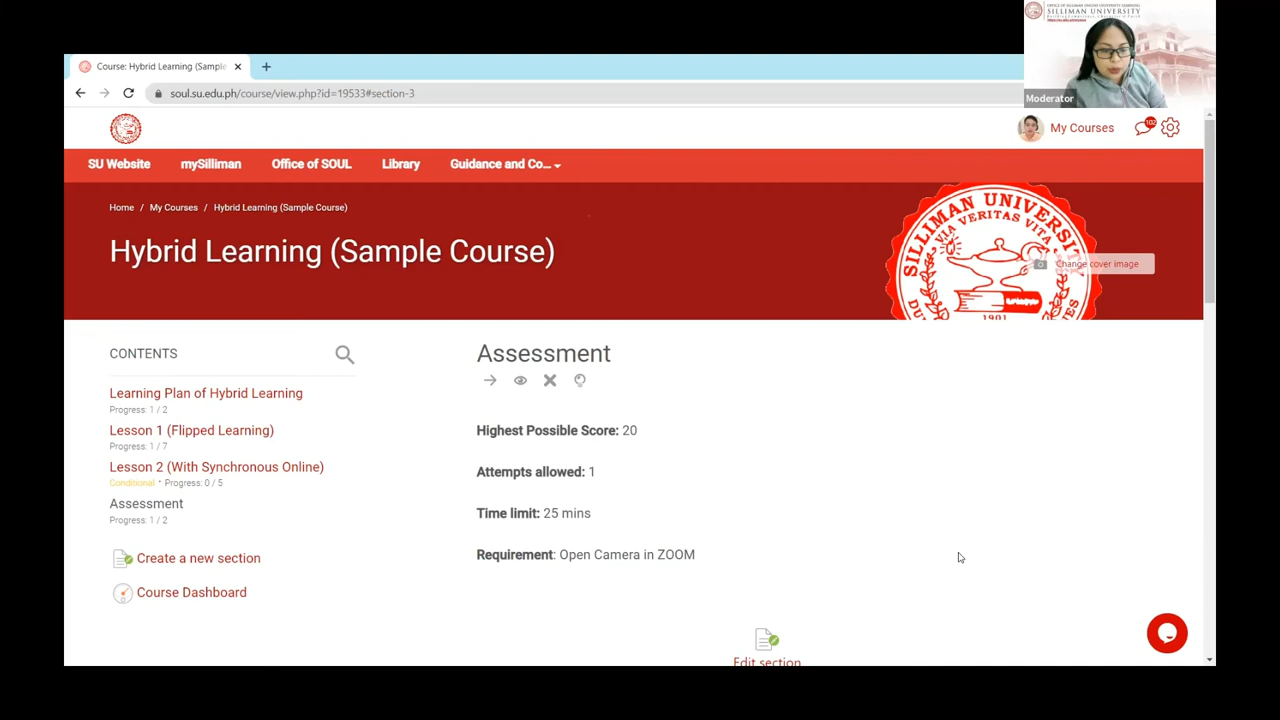 OFFICE OF SILLIMAN ONLINE UNIVERSITY LEARNING
SILLIMAN UNIVERSITY
Building Competence, Character & Faith
Moderator
Course: Hybrid Learning (Sample
soul.su.edu.ph/course/view.php?id=19533#section-3
My Courses
102
SU Website
mySilliman
Office of SOUL
Library
Guidance and Co...
Home / My Courses / Hybrid Learning (Sample Course)
Hybrid Learning (Sample Course)
SILLIMAN UNIVERSITY
VIA VERITAS VITA
1901
Change cover image
CONTENTS
Learning Plan of Hybrid Learning
Progress: 1 / 2
Lesson 1 (Flipped Learning)
Progress: 1 / 7
Lesson 2 (With Synchronous Online)
Conditional · Progress: 0 / 5
Assessment
Progress: 1 / 2
Create a new section
Course Dashboard
Assessment
Highest Possible Score: 20
Attempts allowed: 1
Time limit: 25 mins
Requirement: Open Camera in ZOOM
Edit section